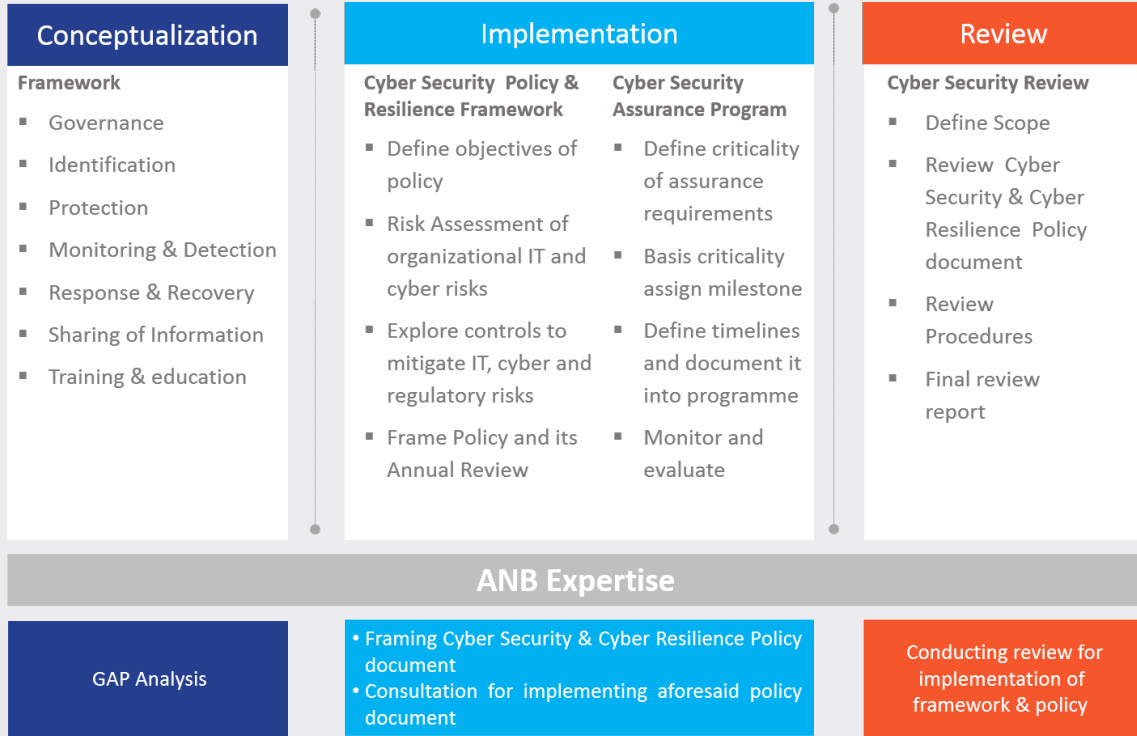 Conceptualization
Framework
Governance
Identification
Protection
Monitoring & Detection
Response & Recovery
Sharing of Information
Training & education
Implementation
Cyber Security Policy &
Resilience Framework
▪ Define objectives of
policy
▪ Risk Assessment of
organizational IT and
cyber risks
▪ Explore controls to
mitigate IT, cyber and
regulatory risks
▪ Frame Policy and its
Annual Review
Cyber Security
Assurance Program
▪ Define criticality
of assurance
requirements
▪ Basis criticality
assign milestone
▪ Define timelines
and document it
into programme
▪ Monitor and
evaluate
Review
Cyber Security Review
▪ Define Scope
▪ Review Cyber
Security & Cyber
Resilience Policy
document
▪ Review
Procedures
▪ Final review
report
ANB Expertise
GAP Analysis
• Framing Cyber Security & Cyber Resilience Policy
document
• Consultation for implementing aforesaid policy
document
Conducting review for
implementation of
framework & policy